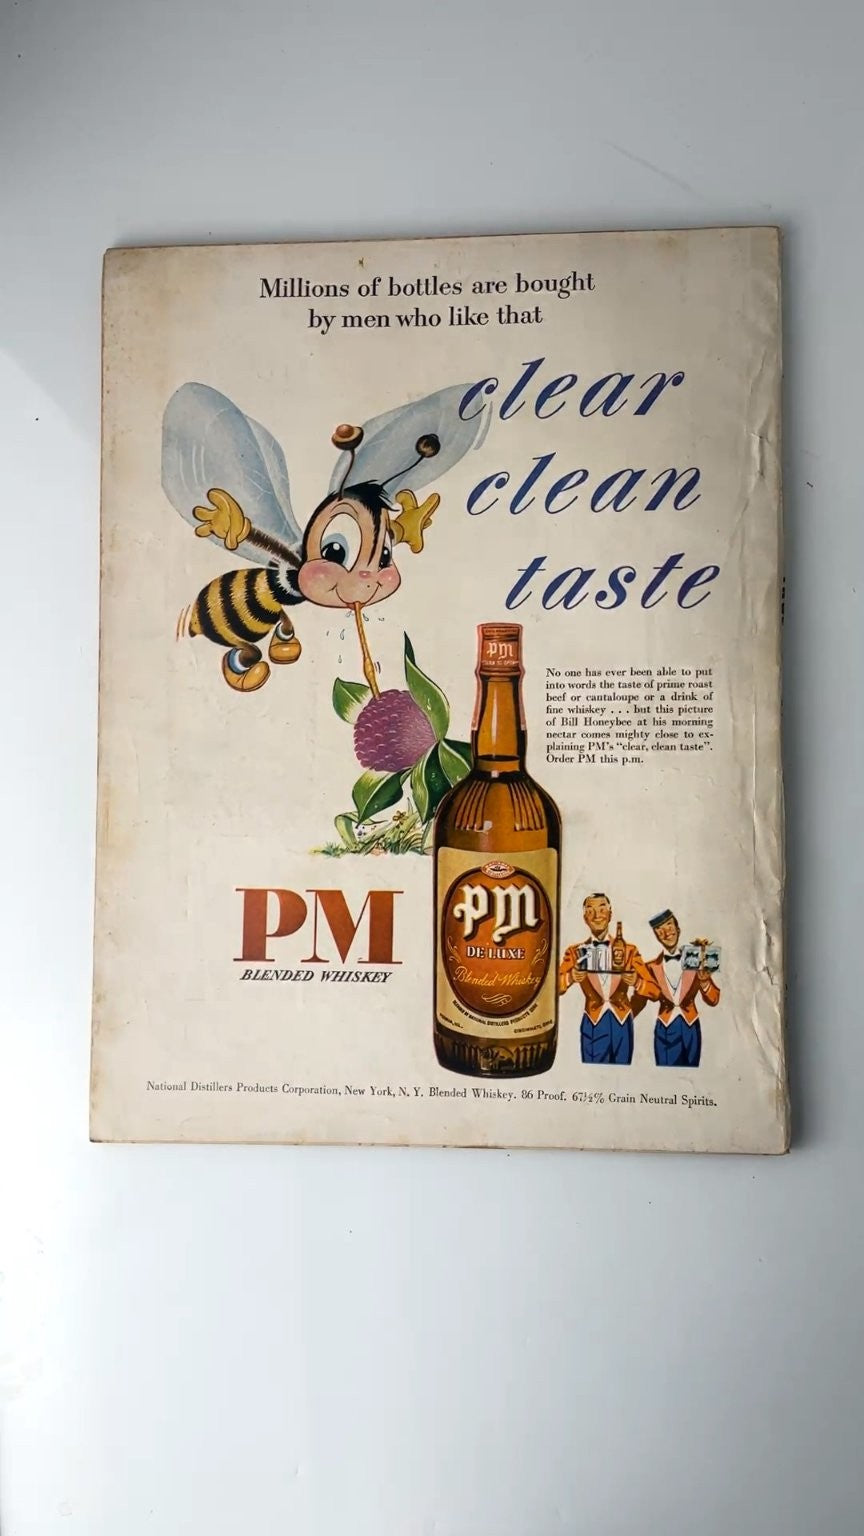 Millions of bottles are bought
by men who like that
clear
clean
taste
No one has ever been able to put
into words the taste of prime roast
beef or cantaloupe or a drink of
fine whiskey . . . but this picture
of Bill Honeybee at his morning
nectar comes mighty close to ex-
plaining PM's "clear, clean taste".
Order PM this p.m.
pm
pm
DE LUXE
Blended Whiskey
PM
BLENDED WHISKEY
National Distillers Products Corporation, New York, N. Y. Blended Whiskey. 86 Proof. 67½% Grain Neutral Spirits.